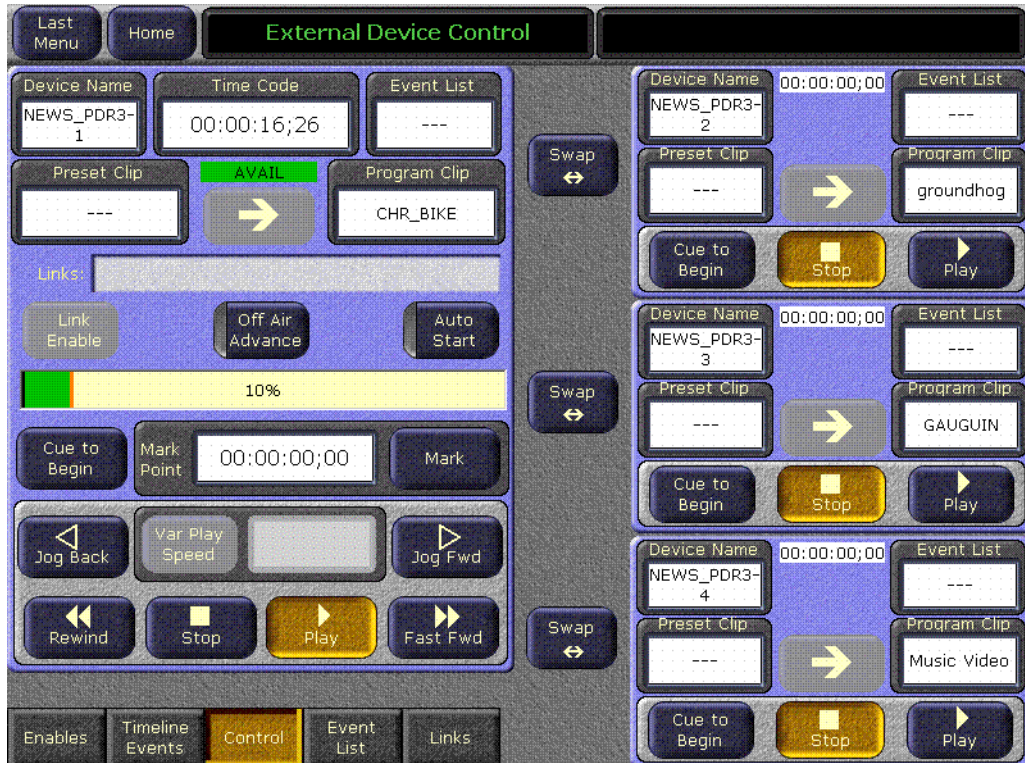 Last
Menu
Home
External Device Control
Device Name
NEWS_PDR3-
1
Time Code
00:00:16;26
Event List
---
Preset Clip
---
AVAIL
Program Clip
CHR_BIKE
Links:
Link
Enable
Off Air
Advance
Auto
Start
10%
Cue to
Begin
Mark
Point
00:00:00;00
Mark
Jog Back
Var Play
Speed
Jog Fwd
Rewind
Stop
Play
Fast Fwd
Swap
Swap
Swap
Device Name
NEWS_PDR3-
2
00:00:00;00
Event List
---
Preset Clip
---
Program Clip
groundhog
Cue to
Begin
Stop
Play
Device Name
NEWS_PDR3-
3
00:00:00;00
Event List
---
Preset Clip
---
Program Clip
GAUGUIN
Cue to
Begin
Stop
Play
Device Name
NEWS_PDR3-
4
00:00:00;00
Event List
---
Preset Clip
---
Program Clip
Music Video
Cue to
Begin
Stop
Play
Enables
Timeline
Events
Control
Event
List
Links